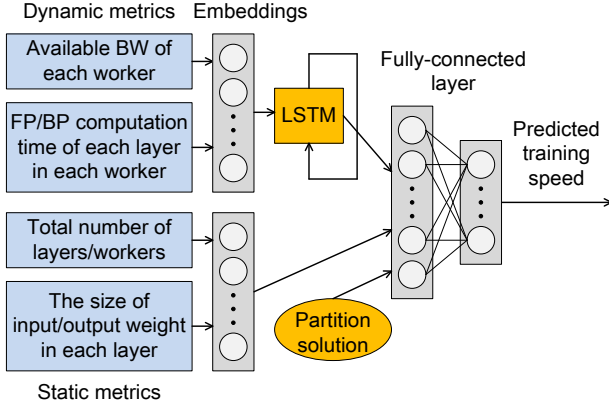 Dynamic metrics
Embeddings
Available BW of
each worker
FP/BP computation
time of each layer
in each worker
LSTM
Fully-connected
layer
Predicted
training
speed
Total number of
layers/workers
The size of
input/output weight
in each layer
Partition
solution
Static metrics